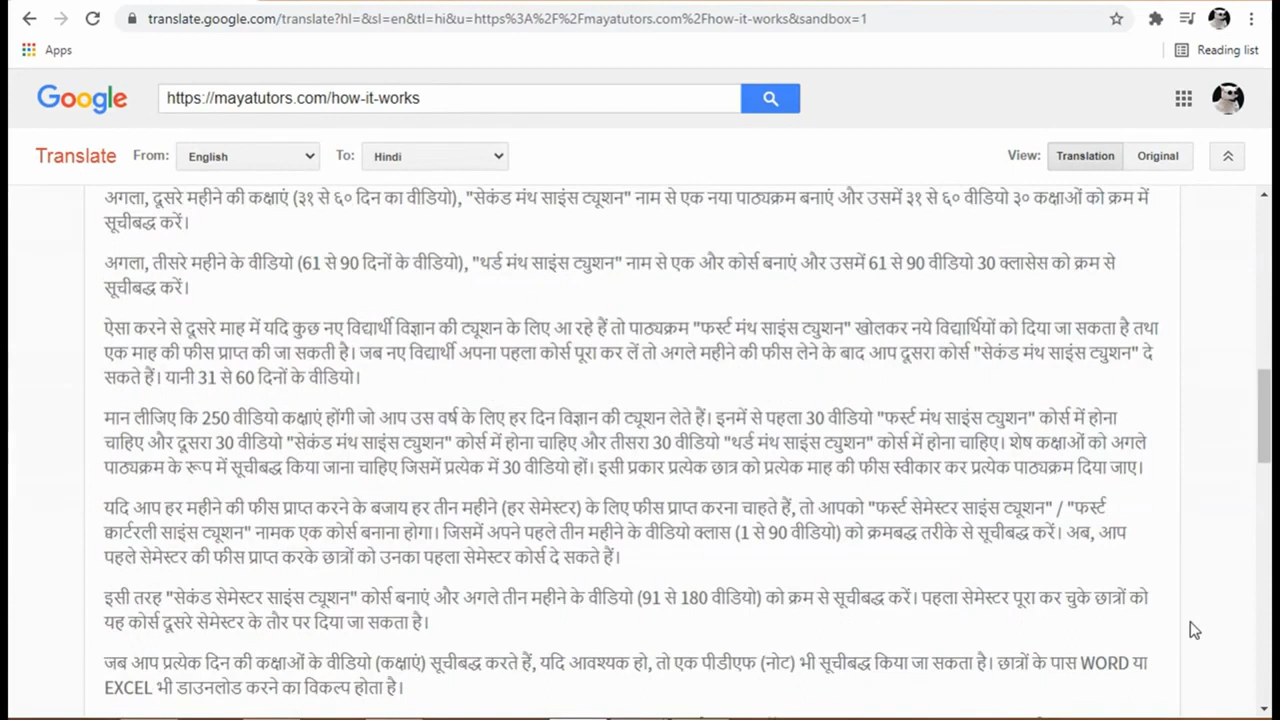 translate.google.com/translate?hl=&sl=en&tl=hi&u=https%3A%2F%2Fmayatutors.com%2Fhow-it-works&sandbox=1
Apps
Reading list
Google
https://mayatutors.com/how-it-works
Translate From: English To: Hindi View: Translation Original
अगला, दूसरे महीने की कक्षाएं (३१ से ६० दिन का वीडियो), "सेकंड मंथ साइंस ट्यूशन" नाम से एक नया पाठ्यक्रम बनाएं और उसमें ३१ से ६० वीडियो ३० कक्षाओं को क्रम में
सूचीबद्ध करें।
अगला, तीसरे महीने के वीडियो (61 से 90 दिनों के वीडियो), "थर्ड मंथ साइंस ट्युशन" नाम से एक और कोर्स बनाएं और उसमें 61 से 90 वीडियो 30 क्लासेस को क्रम से
सूचीबद्ध करें।
ऐसा करने से दूसरे माह में यदि कुछ नए विद्यार्थी विज्ञान की ट्यूशन के लिए आ रहे हैं तो पाठ्यक्रम "फर्स्ट मंथ साइंस ट्युशन" खोलकर नये विद्यार्थियों को दिया जा सकता है तथा
एक माह की फीस प्राप्त की जा सकती है। जब नए विद्यार्थी अपना पहला कोर्स पूरा कर लें तो अगले महीने की फीस लेने के बाद आप दूसरा कोर्स "सेकंड मंथ साइंस ट्युशन" दे
सकते हैं। यानी 31 से 60 दिनों के वीडियो।
मान लीजिए कि 250 वीडियो कक्षाएं होंगी जो आप उस वर्ष के लिए हर दिन विज्ञान की ट्यूशन लेते हैं। इनमें से पहला 30 वीडियो "फर्स्ट मंथ साइंस ट्युशन" कोर्स में होना
चाहिए और दूसरा 30 वीडियो "सेकंड मंथ साइंस ट्युशन" कोर्स में होना चाहिए और तीसरा 30 वीडियो "थर्ड मंथ साइंस ट्युशन" कोर्स में होना चाहिए। शेष कक्षाओं को अगले
पाठ्यक्रम के रूप में सूचीबद्ध किया जाना चाहिए जिसमें प्रत्येक में 30 वीडियो हों। इसी प्रकार प्रत्येक छात्र को प्रत्येक माह की फीस स्वीकार कर प्रत्येक पाठ्यक्रम दिया जाए।
यदि आप हर महीने की फीस प्राप्त करने के बजाय हर तीन महीने (हर सेमेस्टर) के लिए फीस प्राप्त करना चाहते हैं, तो आपको "फर्स्ट सेमेस्टर साइंस ट्यूशन" / "फर्स्ट
क्वार्टरली साइंस ट्यूशन" नामक एक कोर्स बनाना होगा। जिसमें अपने पहले तीन महीने के वीडियो क्लास (1 से 90 वीडियो) को क्रमबद्ध तरीके से सूचीबद्ध करें। अब, आप
पहले सेमेस्टर की फीस प्राप्त करके छात्रों को उनका पहला सेमेस्टर कोर्स दे सकते हैं।
इसी तरह "सेकंड सेमेस्टर साइंस ट्यूशन" कोर्स बनाएं और अगले तीन महीने के वीडियो (91 से 180 वीडियो) को क्रम से सूचीबद्ध करें। पहला सेमेस्टर पूरा कर चुके छात्रों को
यह कोर्स दूसरे सेमेस्टर के तौर पर दिया जा सकता है।
जब आप प्रत्येक दिन की कक्षाओं के वीडियो (कक्षाएं) सूचीबद्ध करते हैं, यदि आवश्यक हो, तो एक पीडीएफ (नोट) भी सूचीबद्ध किया जा सकता है। छात्रों के पास WORD या
EXCEL भी डाउनलोड करने का विकल्प होता है।